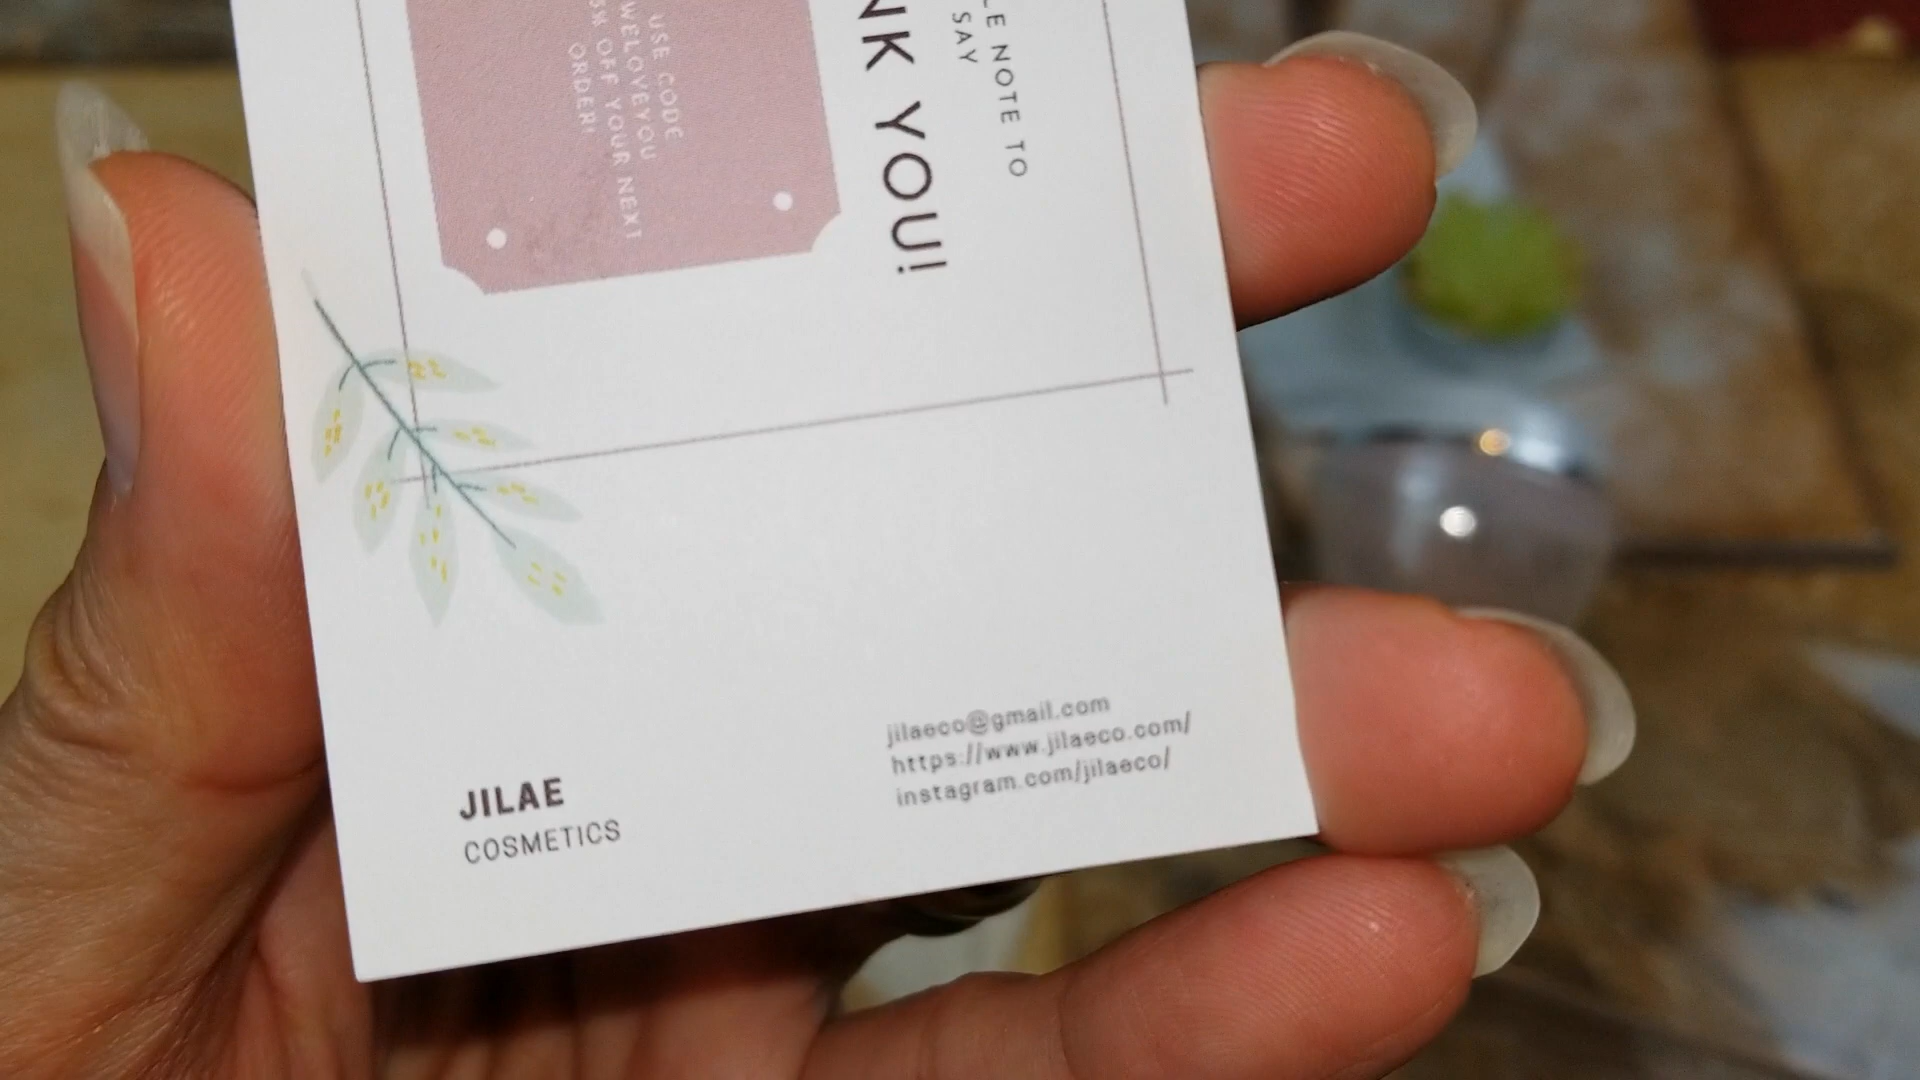 LE NOTE TO
SAY
NK YOU!
USE CODE
WELOVEYOU
5% OFF YOUR NEXT
ORDER!
JILAE
COSMETICS
jilaeco@gmail.com
https://www.jilaeco.com/
instagram.com/jilaeco/